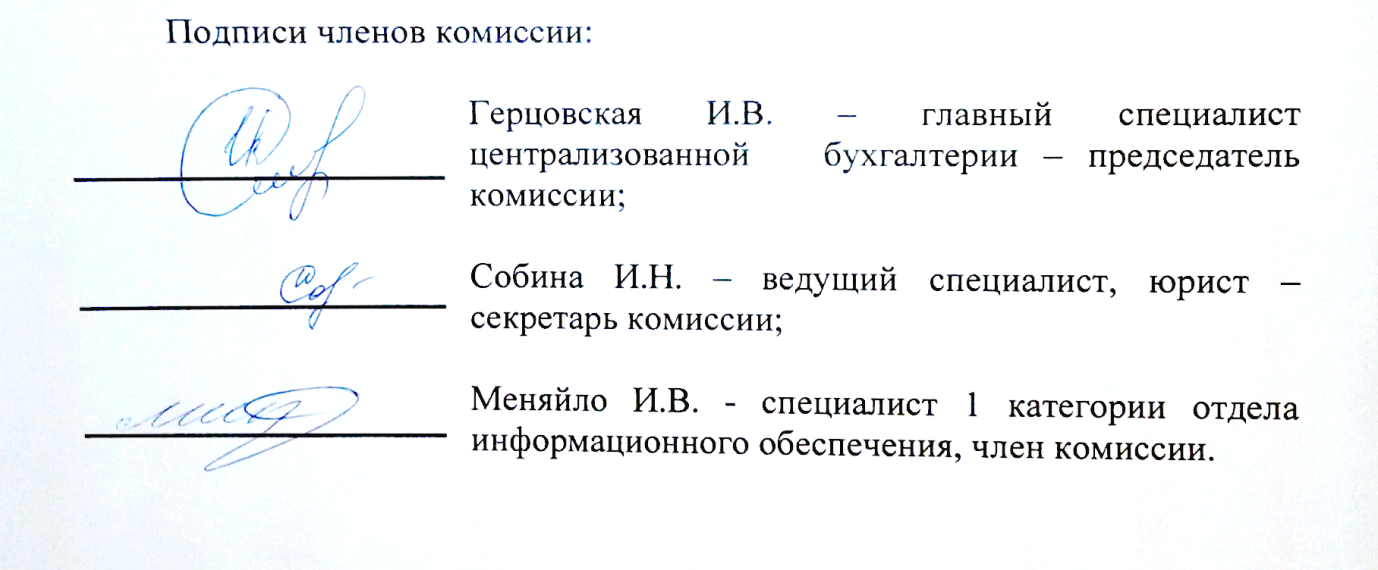 Подписи членов комиссии:
Герцовская И.В. – главный специалист
централизованной бухгалтерии – председатель
комиссии;
Собина И.Н. – ведущий специалист, юрист –
секретарь комиссии;
Меняйло И.В. - специалист 1 категории отдела
информационного обеспечения, член комиссии.